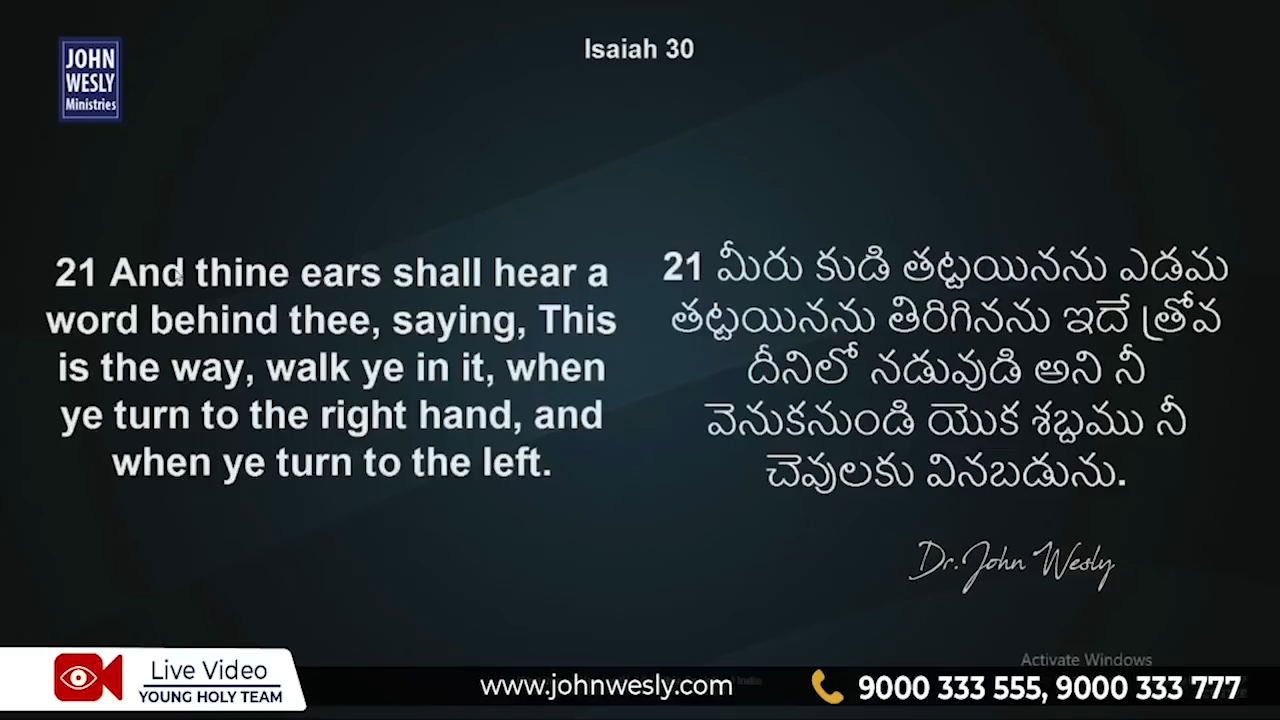 JOHN
WESLY
Ministries
Isaiah 30
21 And thine ears shall hear a
word behind thee, saying, This
is the way, walk ye in it, when
ye turn to the right hand, and
when ye turn to the left.
21 మీరు కుడి తట్టయినను ఎడమ
తట్టయినను తిరిగినను ఇదే త్రోవ
దీనిలో నడువుడి అని నీ
వెనుకనుండి యొక శబ్దము నీ
చెవులకు వినబడును.
Dr. John Wesly
Activate Windows
Live Video
YOUNG HOLY TEAM
www.johnwesly.com
9000 333 555, 9000 333 777